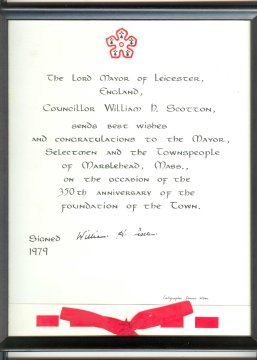 The Lord Mayor of Leicester,
England,
Councillor William H. Scotton,
sends best wishes
and congratulations to the Mayor,
Selectmen and the Townspeople
of Marblehead, Mass.,
on the occasion of the
350th anniversary of the
foundation of the Town.
Signed William H.
1979